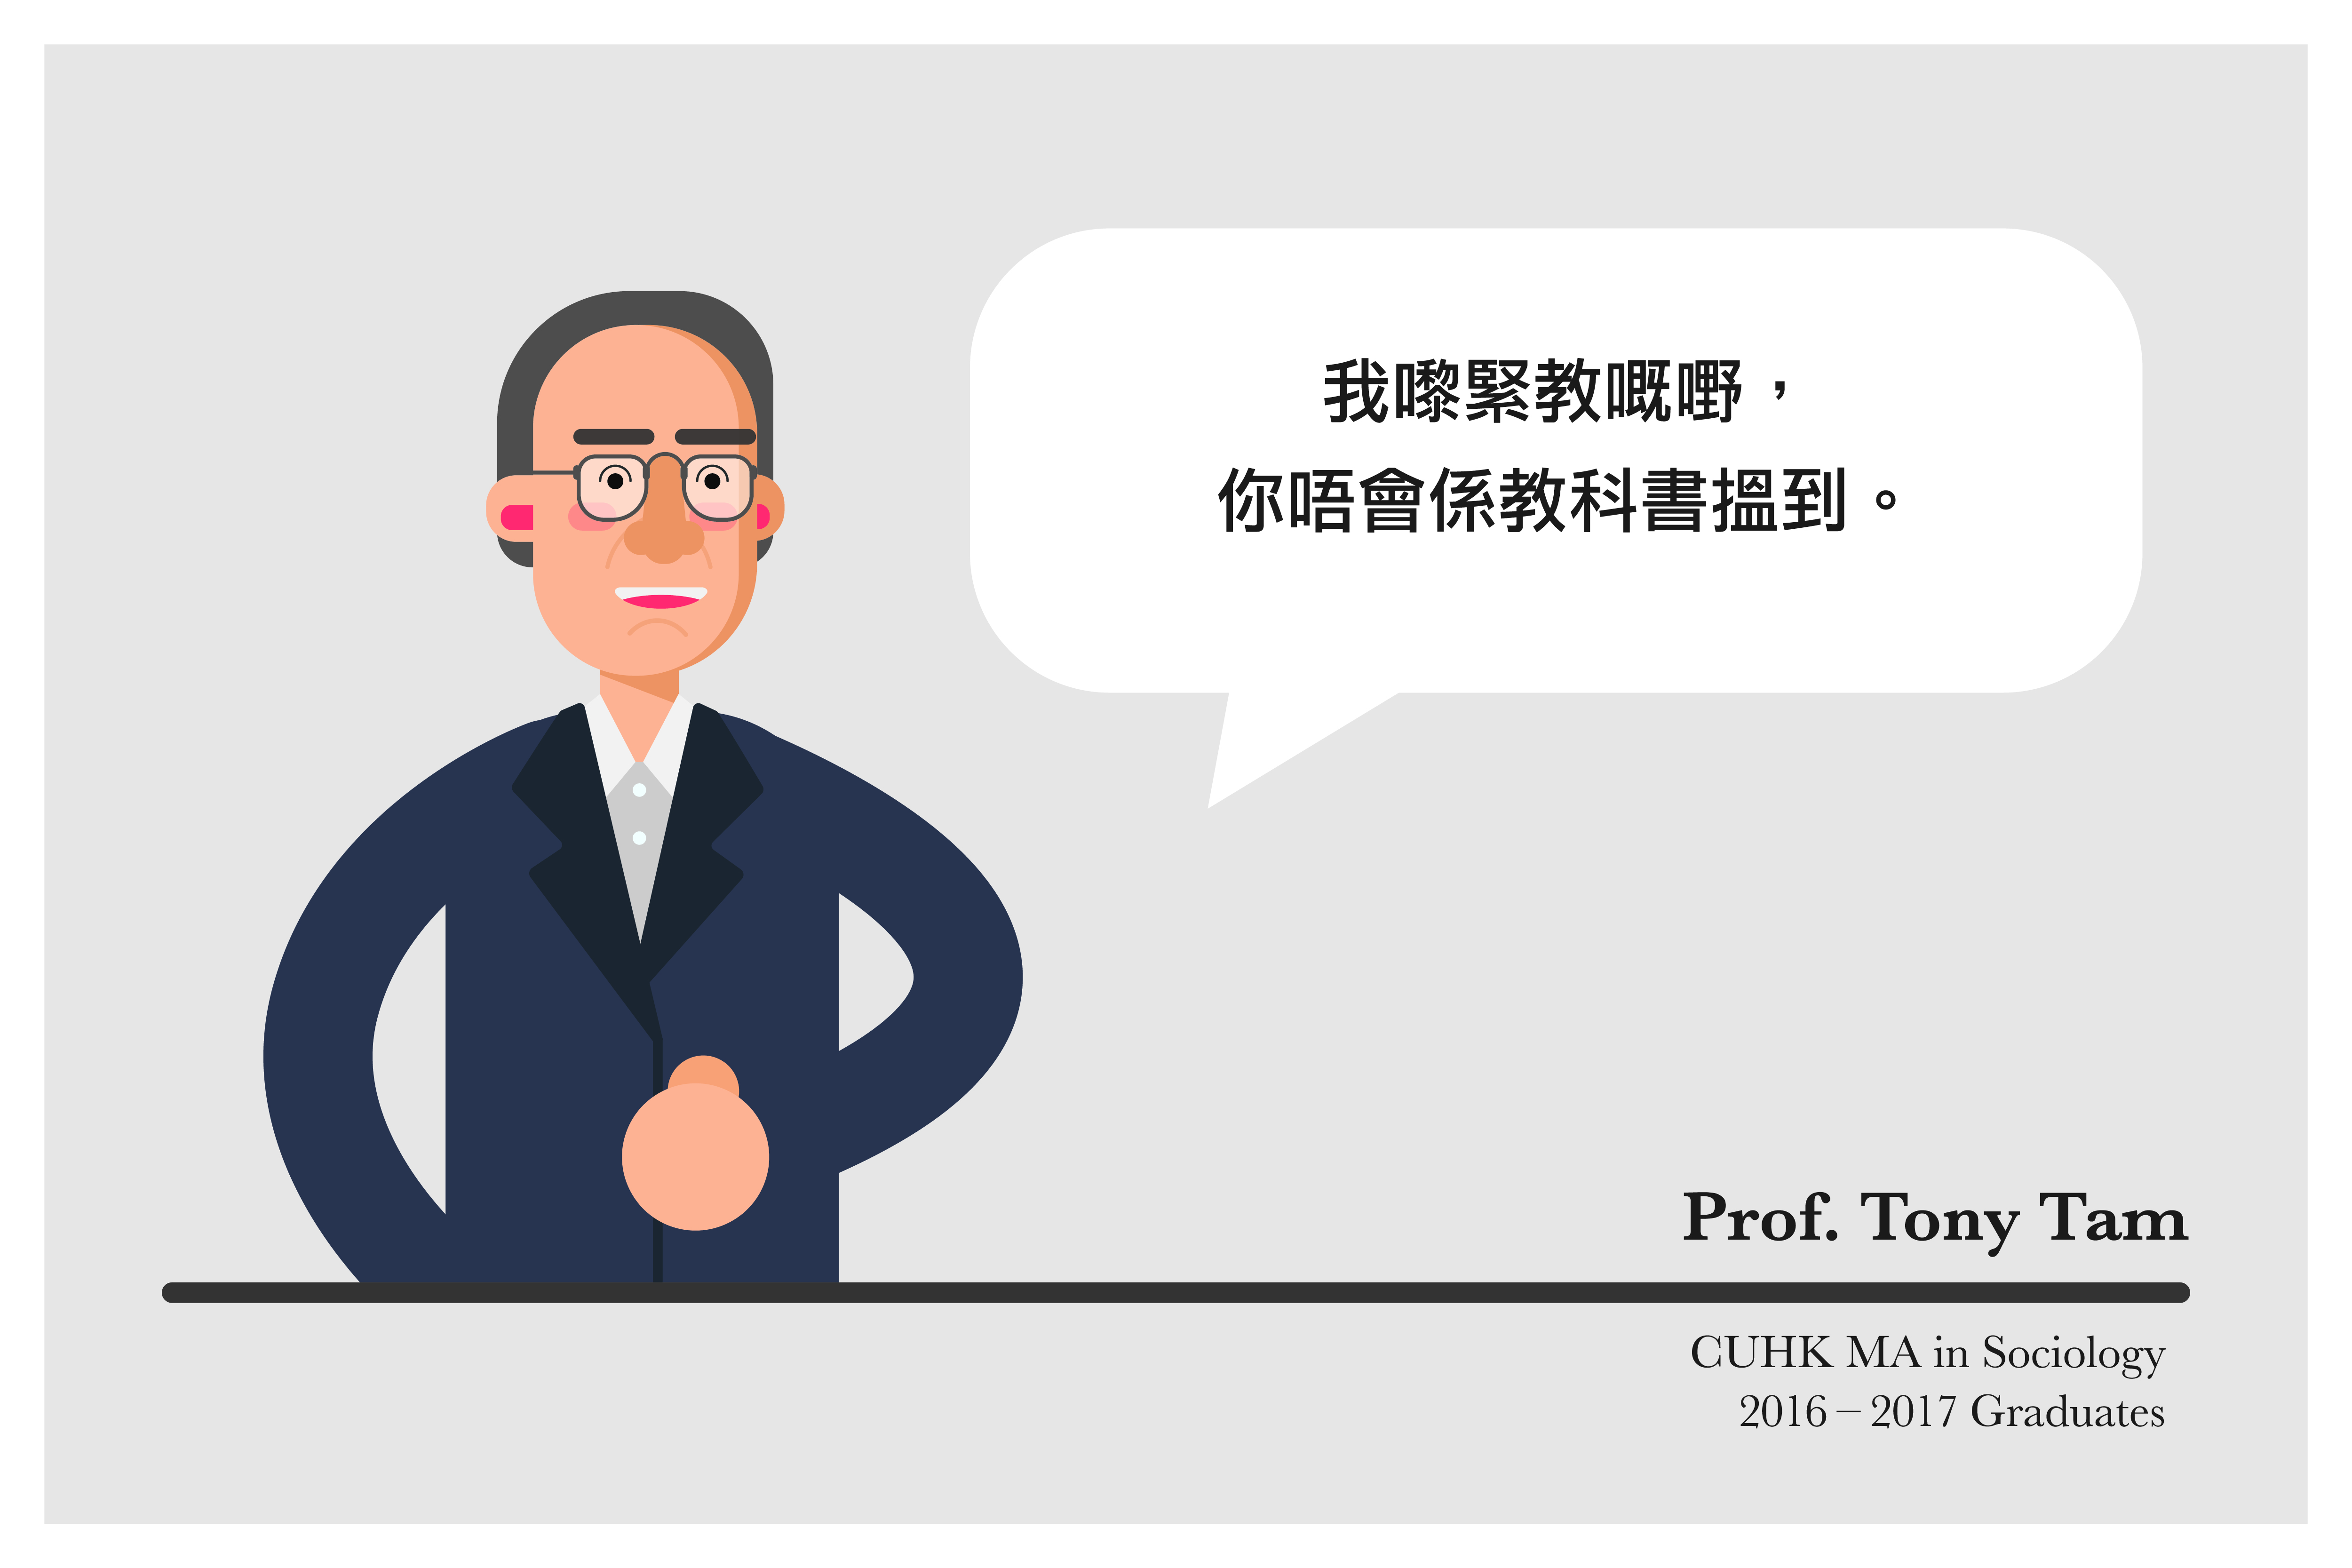 我嚟緊教嘅嘢，
你唔會係教科書搵到。
Prof. Tony Tam
CUHK MA in Sociology
2016 – 2017 Graduates